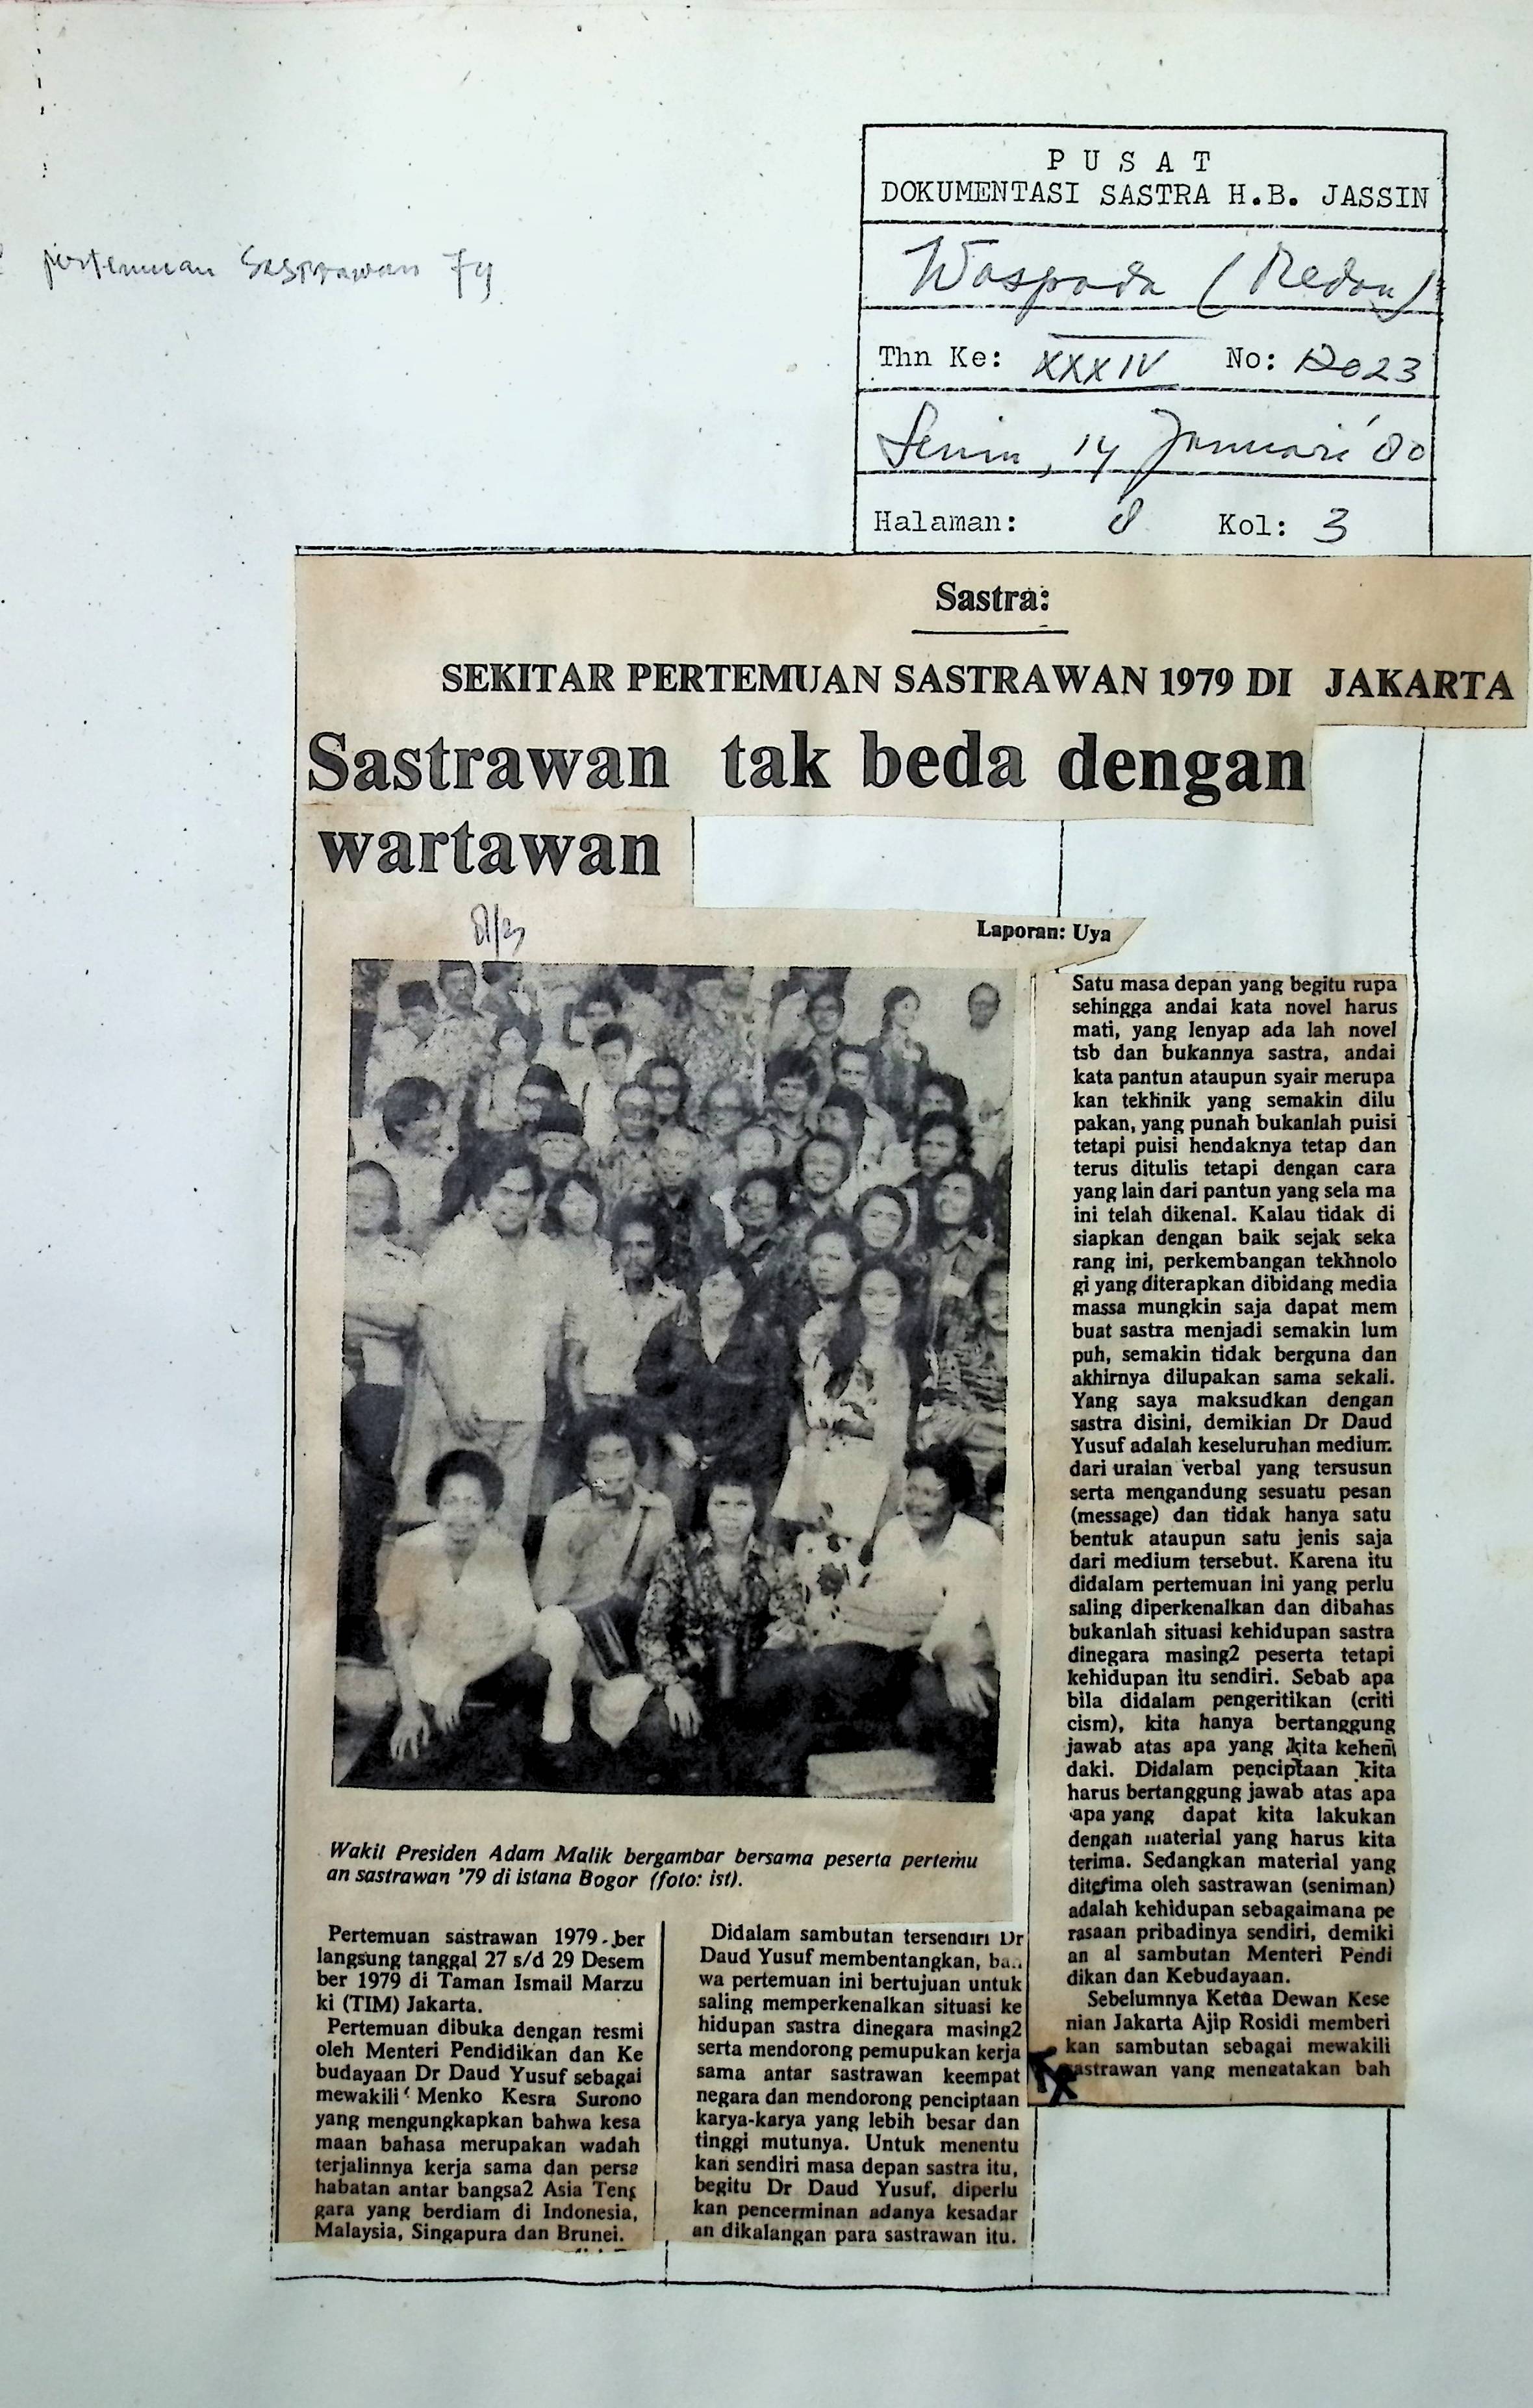 pertemuan Sastrawan 79
P U S A T
DOKUMENTASI SASTRA H.B. JASSIN
Waspada (Medan)
Thn Ke: XXXIV No: 12023
Senin, 14 Januari '80
Halaman: 8 Kol: 3
Sastra:
SEKITAR PERTEMUAN SASTRAWAN 1979 DI JAKARTA
Sastrawan tak beda dengan
wartawan
Laporan: Uya
Wakil Presiden Adam Malik bergambar bersama peserta pertemu
an sastrawan '79 di istana Bogor (foto: ist).
Pertemuan sastrawan 1979 ber
langsung tanggal 27 s/d 29 Desem
ber 1979 di Taman Ismail Marzu
ki (TIM) Jakarta.
Pertemuan dibuka dengan resmi
oleh Menteri Pendidikan dan Ke
budayaan Dr Daud Yusuf sebagai
mewakili Menko Kesra Surono
yang mengungkapkan bahwa kesa
maan bahasa merupakan wadah
terjalinnya kerja sama dan persa
habatan antar bangsa2 Asia Teng
gara yang berdiam di Indonesia,
Malaysia, Singapura dan Brunei.
Didalam sambutan tersendiri Dr
Daud Yusuf membentangkan, bah
wa pertemuan ini bertujuan untuk
saling memperkenalkan situasi ke
hidupan sastra dinegara masing2
serta mendorong pemupukan kerja
sama antar sastrawan keempat
negara dan mendorong penciptaan
karya-karya yang lebih besar dan
tinggi mutunya. Untuk menentu
kan sendiri masa depan sastra itu,
begitu Dr Daud Yusuf, diperlu
kan pencerminan adanya kesadar
an dikalangan para sastrawan itu.
Satu masa depan yang begitu rupa
sehingga andai kata novel harus
mati, yang lenyap ada lah novel
tsb dan bukannya sastra, andai
kata pantun ataupun syair merupa
kan tekhnik yang semakin dilu
pakan, yang punah bukanlah puisi
tetapi puisi hendaknya tetap dan
terus ditulis tetapi dengan cara
yang lain dari pantun yang sela ma
ini telah dikenal. Kalau tidak di
siapkan dengan baik sejak seka
rang ini, perkembangan tekhnolo
gi yang diterapkan dibidang media
massa mungkin saja dapat mem
buat sastra menjadi semakin lum
puh, semakin tidak berguna dan
akhirnya dilupakan sama sekali.
Yang saya maksudkan dengan
sastra disini, demikian Dr Daud
Yusuf adalah keseluruhan medium
dari uraian verbal yang tersusun
serta mengandung sesuatu pesan
(message) dan tidak hanya satu
bentuk ataupun satu jenis saja
dari medium tersebut. Karena itu
didalam pertemuan ini yang perlu
saling diperkenalkan dan dibahas
bukanlah situasi kehidupan sastra
dinegara masing2 peserta tetapi
kehidupan itu sendiri. Sebab apa
bila didalam pengeritikan (criti
cism), kita hanya bertanggung
jawab atas apa yang kita kehen
daki. Didalam penciptaan kita
harus bertanggung jawab atas apa
apa yang dapat kita lakukan
dengan material yang harus kita
terima. Sedangkan material yang
diterima oleh sastrawan (seniman)
adalah kehidupan sebagaimana pe
rasaan pribadinya sendiri, demiki
an al sambutan Menteri Pendi
dikan dan Kebudayaan.
Sebelumnya Ketua Dewan Kese
nian Jakarta Ajip Rosidi memberi
kan sambutan sebagai mewakili
sastrawan yang mengatakan bah